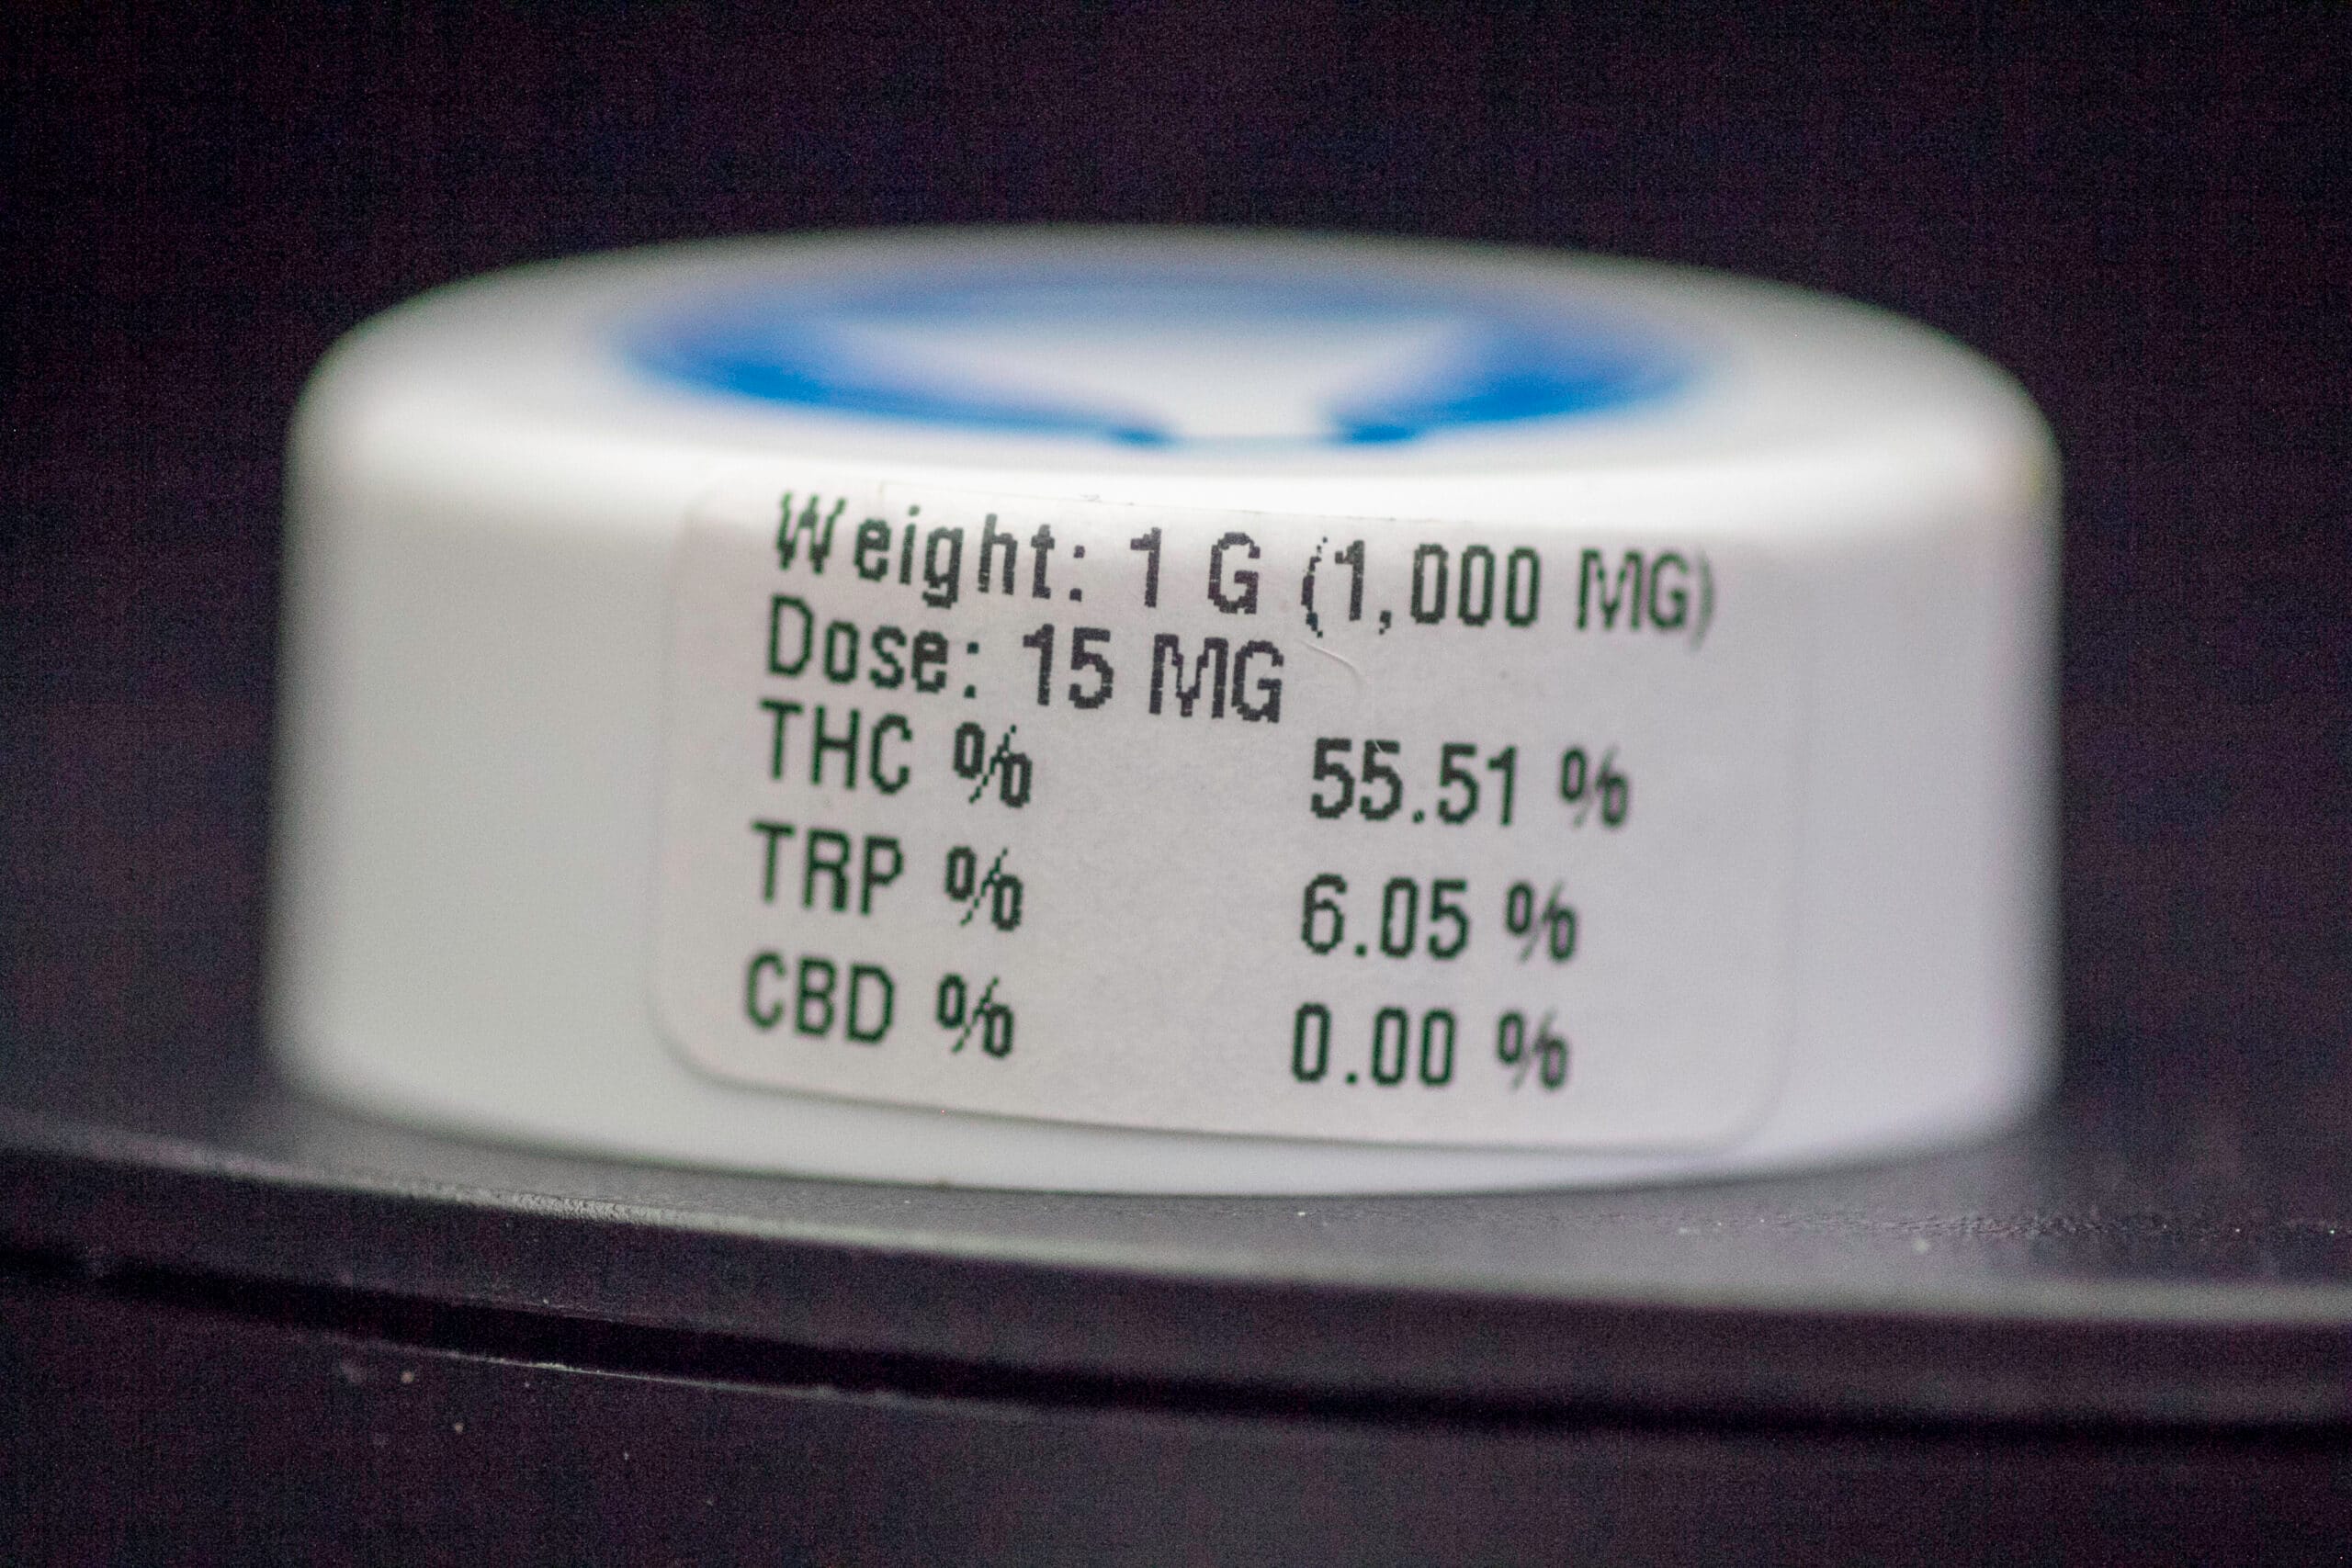 Weight: 1 G (1,000 MG)
Dose: 15 MG
THC % 55.51 %
TRP % 6.05 %
CBD % 0.00 %